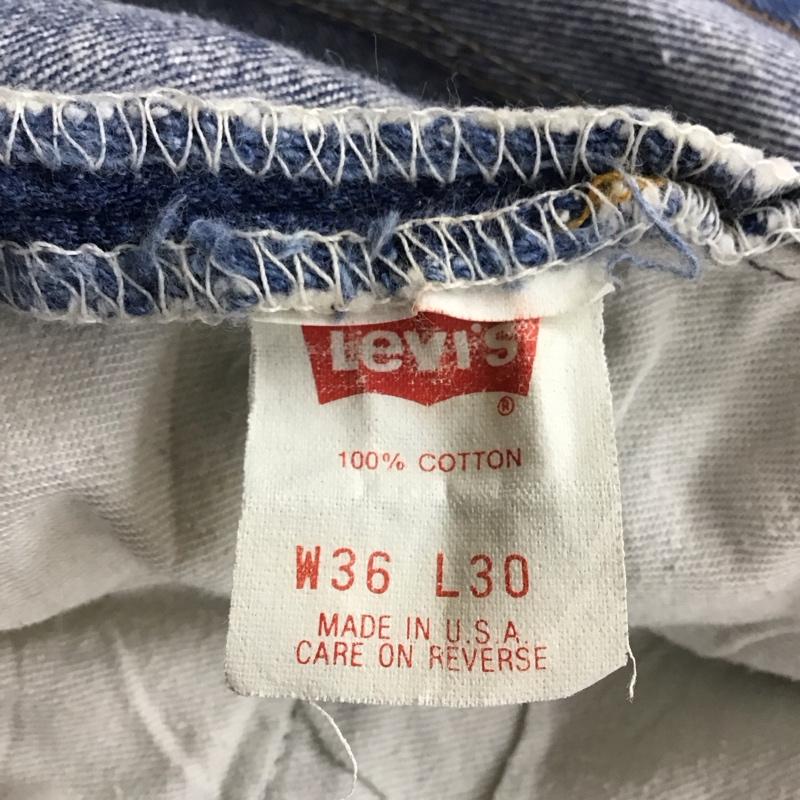 Levi's
®
100% COTTON
W36 L30
MADE IN U.S.A.
CARE ON REVERSE